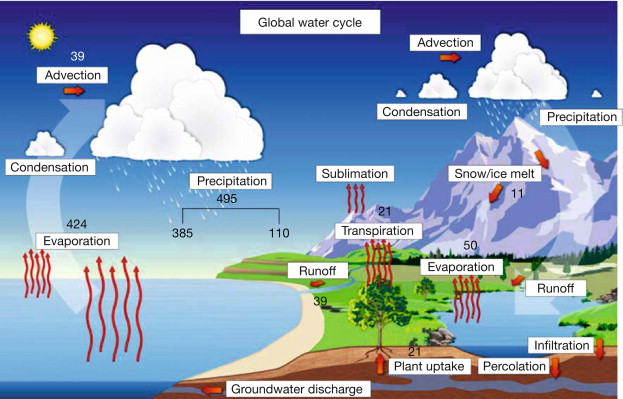 Global water cycle
39
Advection
Advection
Condensation
Precipitation
Condensation
Precipitation
495
385
110
Sublimation
Snow/ice melt
11
21
Transpiration
424
Evaporation
50
Evaporation
Runoff
39
Runoff
Infiltration
21
Plant uptake
Percolation
Groundwater discharge